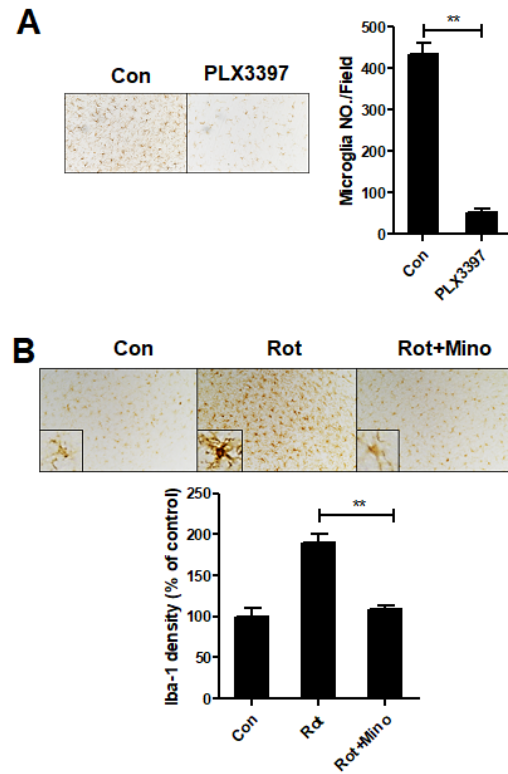 A
Con PLX3397
Microglia NO./Field
500
400
300
200
100
0
**
Con
PLX3397
B
Con Rot Rot+Mino
Iba-1 density (% of control)
250
200
150
100
50
0
**
Con
Rot
Rot+Mino